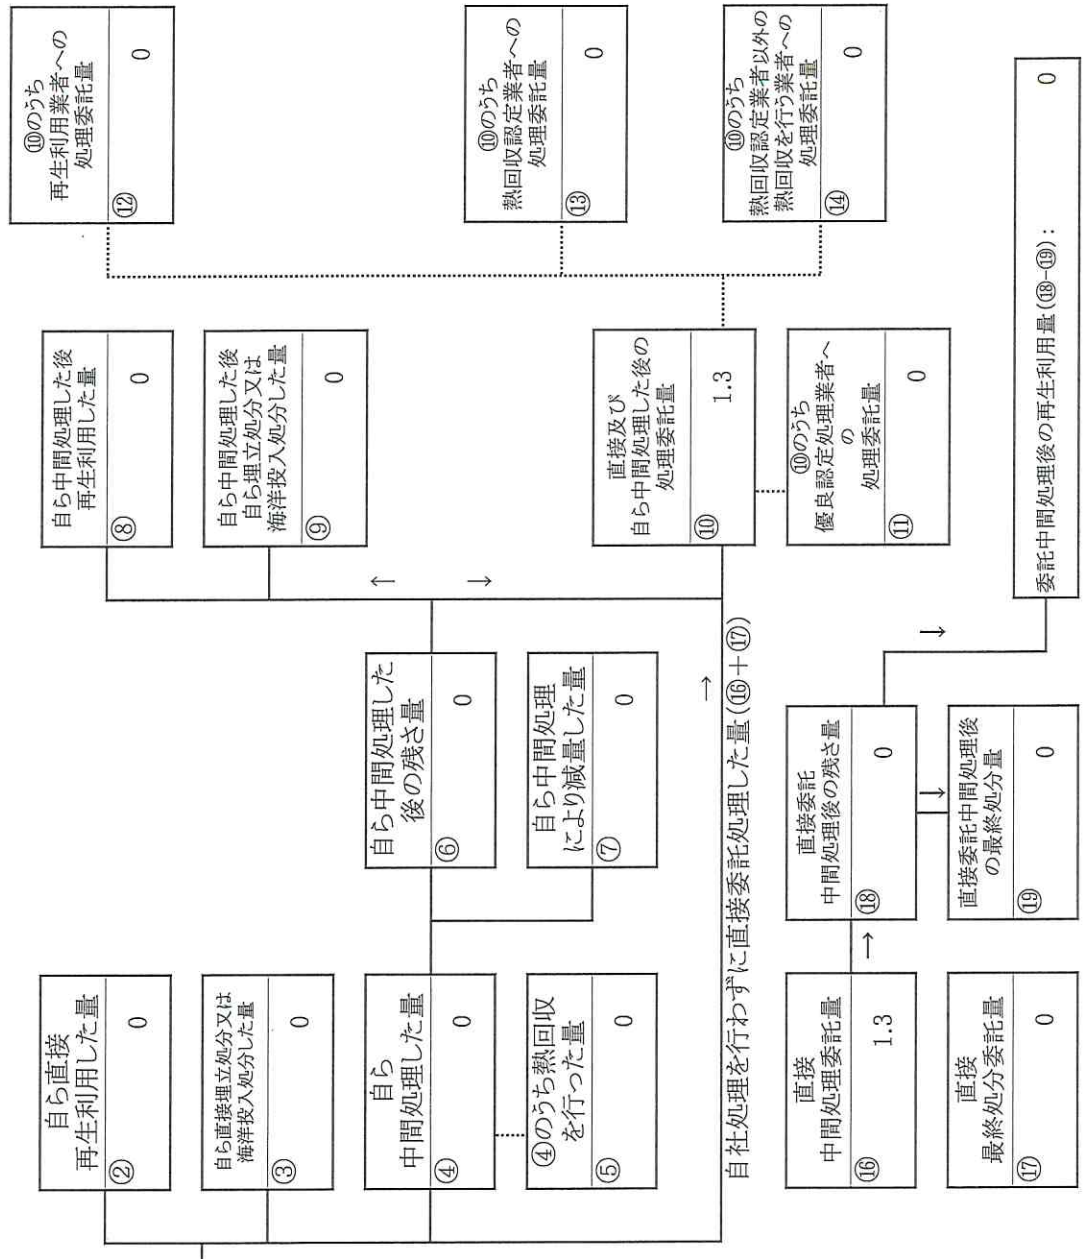 自ら直接
再生利用した量
② 0
自ら直接埋立処分又は
海洋投入処分した量
③ 0
自ら
中間処理した量
④ 0
④のうち熱回収
を行った量
⑤ 0
自ら中間処理した
後の残さ量
⑥ 0
自ら中間処理
により減量した量
⑦ 0
自ら中間処理した後
再生利用した量
⑧ 0
自ら中間処理した後
自ら埋立処分又は
海洋投入処分した量
⑨ 0
直接及び
自ら中間処理した後の
処理委託量
⑩ 1.3
⑩のうち
優良認定処理業者へ
の
処理委託量
⑪ 0
⑩のうち
再生利用業者への
処理委託量
⑫ 0
⑩のうち
熱回収認定業者への
処理委託量
⑬ 0
⑩のうち
熱回収認定業者以外の
熱回収を行う業者への
処理委託量
⑭ 0
自社処理を行わずに直接委託処理した量(⑯+⑰)
直接
中間処理委託量
⑯ 1.3
直接
最終処分委託量
⑰ 0
直接委託
中間処理後の残さ量
⑱ 0
直接委託中間処理後
の最終処分量
⑲ 0
委託中間処理後の再生利用量(⑱-⑲): 0